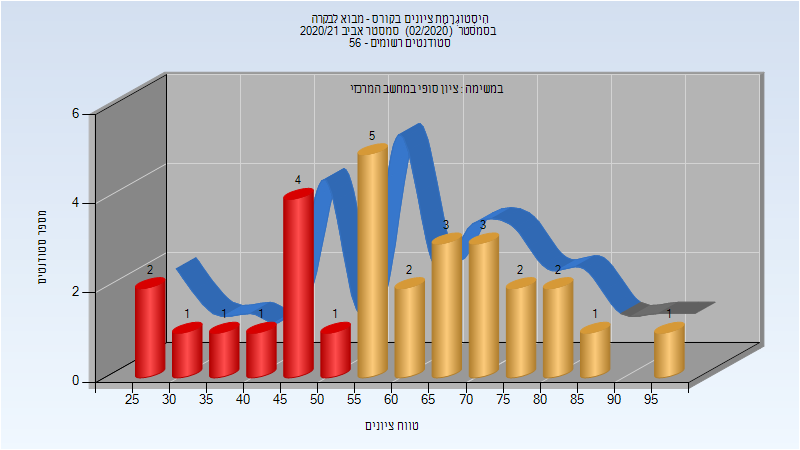 היסטוגרמת ציונים בקורס - מבוא לבקרה
בסמסטר (02/2020) סמסטר אביב 2020/21
סטודנטים רשומים - 56
במשימה : ציון סופי במחשב המרכזי
מספר סטודנטים
6
4
2
0
2
1
1
1
4
1
5
2
3
3
2
2
1
1
25 30 35 40 45 50 55 60 65 70 75 80 85 90 95
טווח ציונים